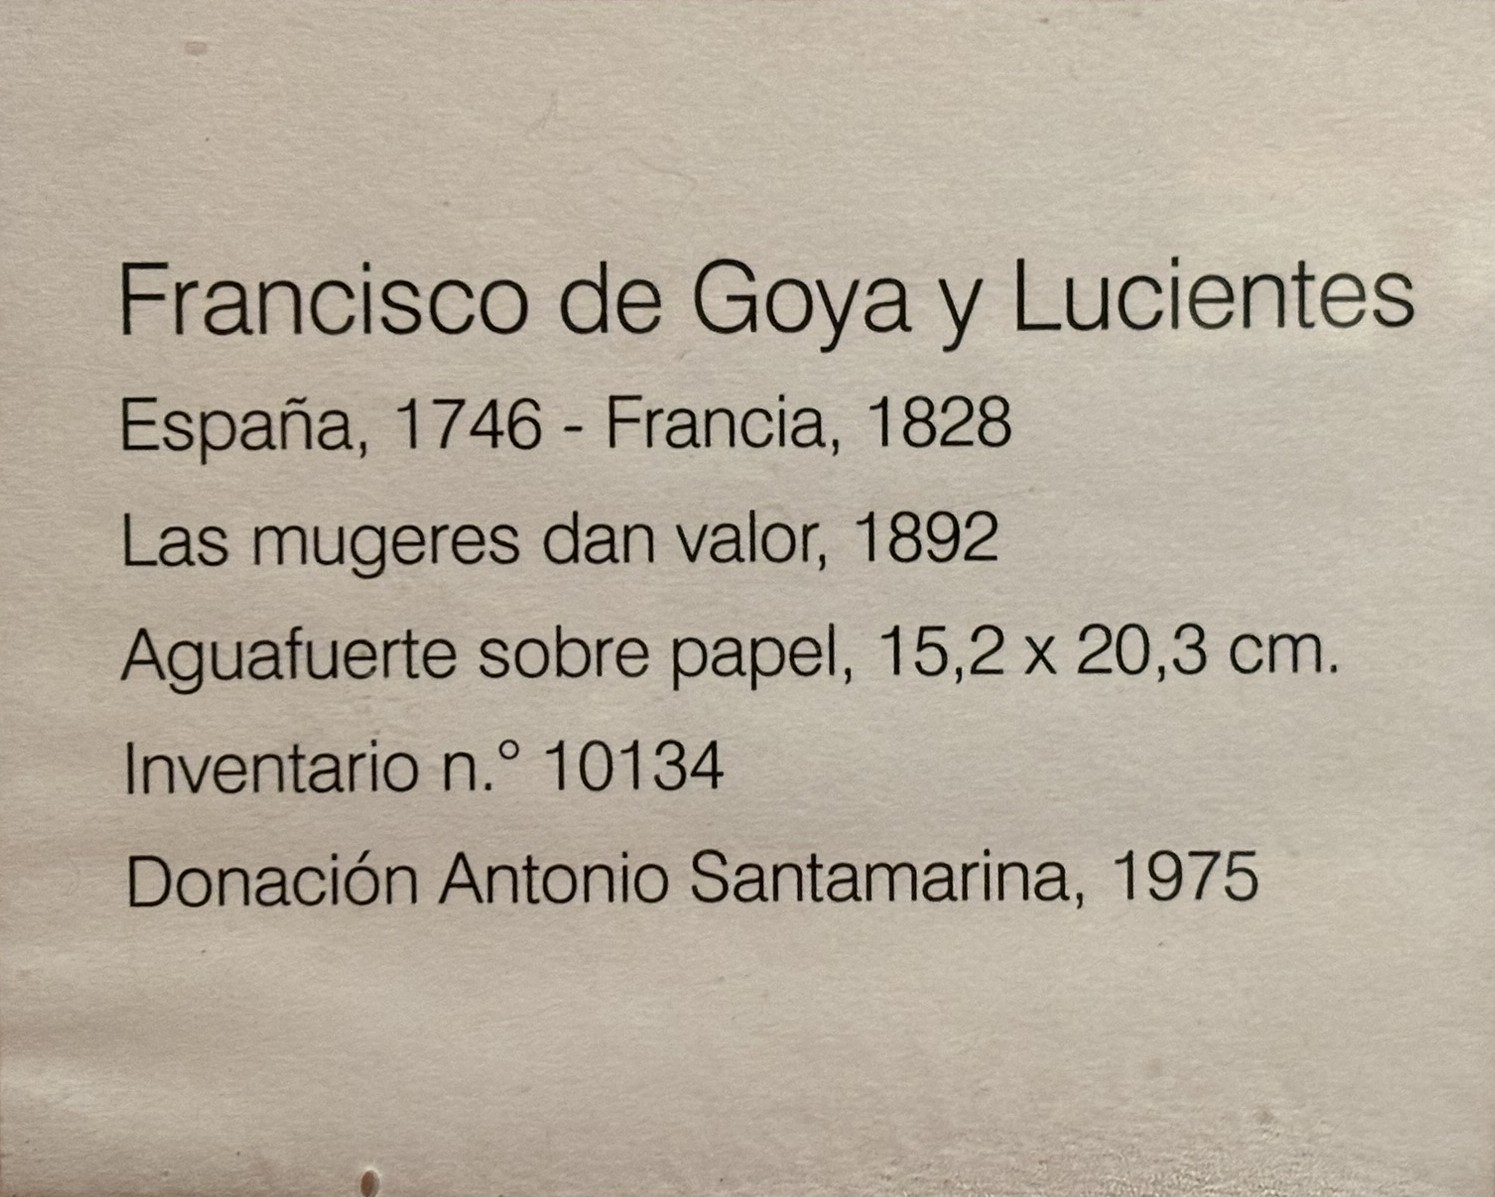 Francisco de Goya y Lucientes
España, 1746 - Francia, 1828
Las mugeres dan valor, 1892
Aguafuerte sobre papel, 15,2 x 20,3 cm.
Inventario n.° 10134
Donación Antonio Santamarina, 1975